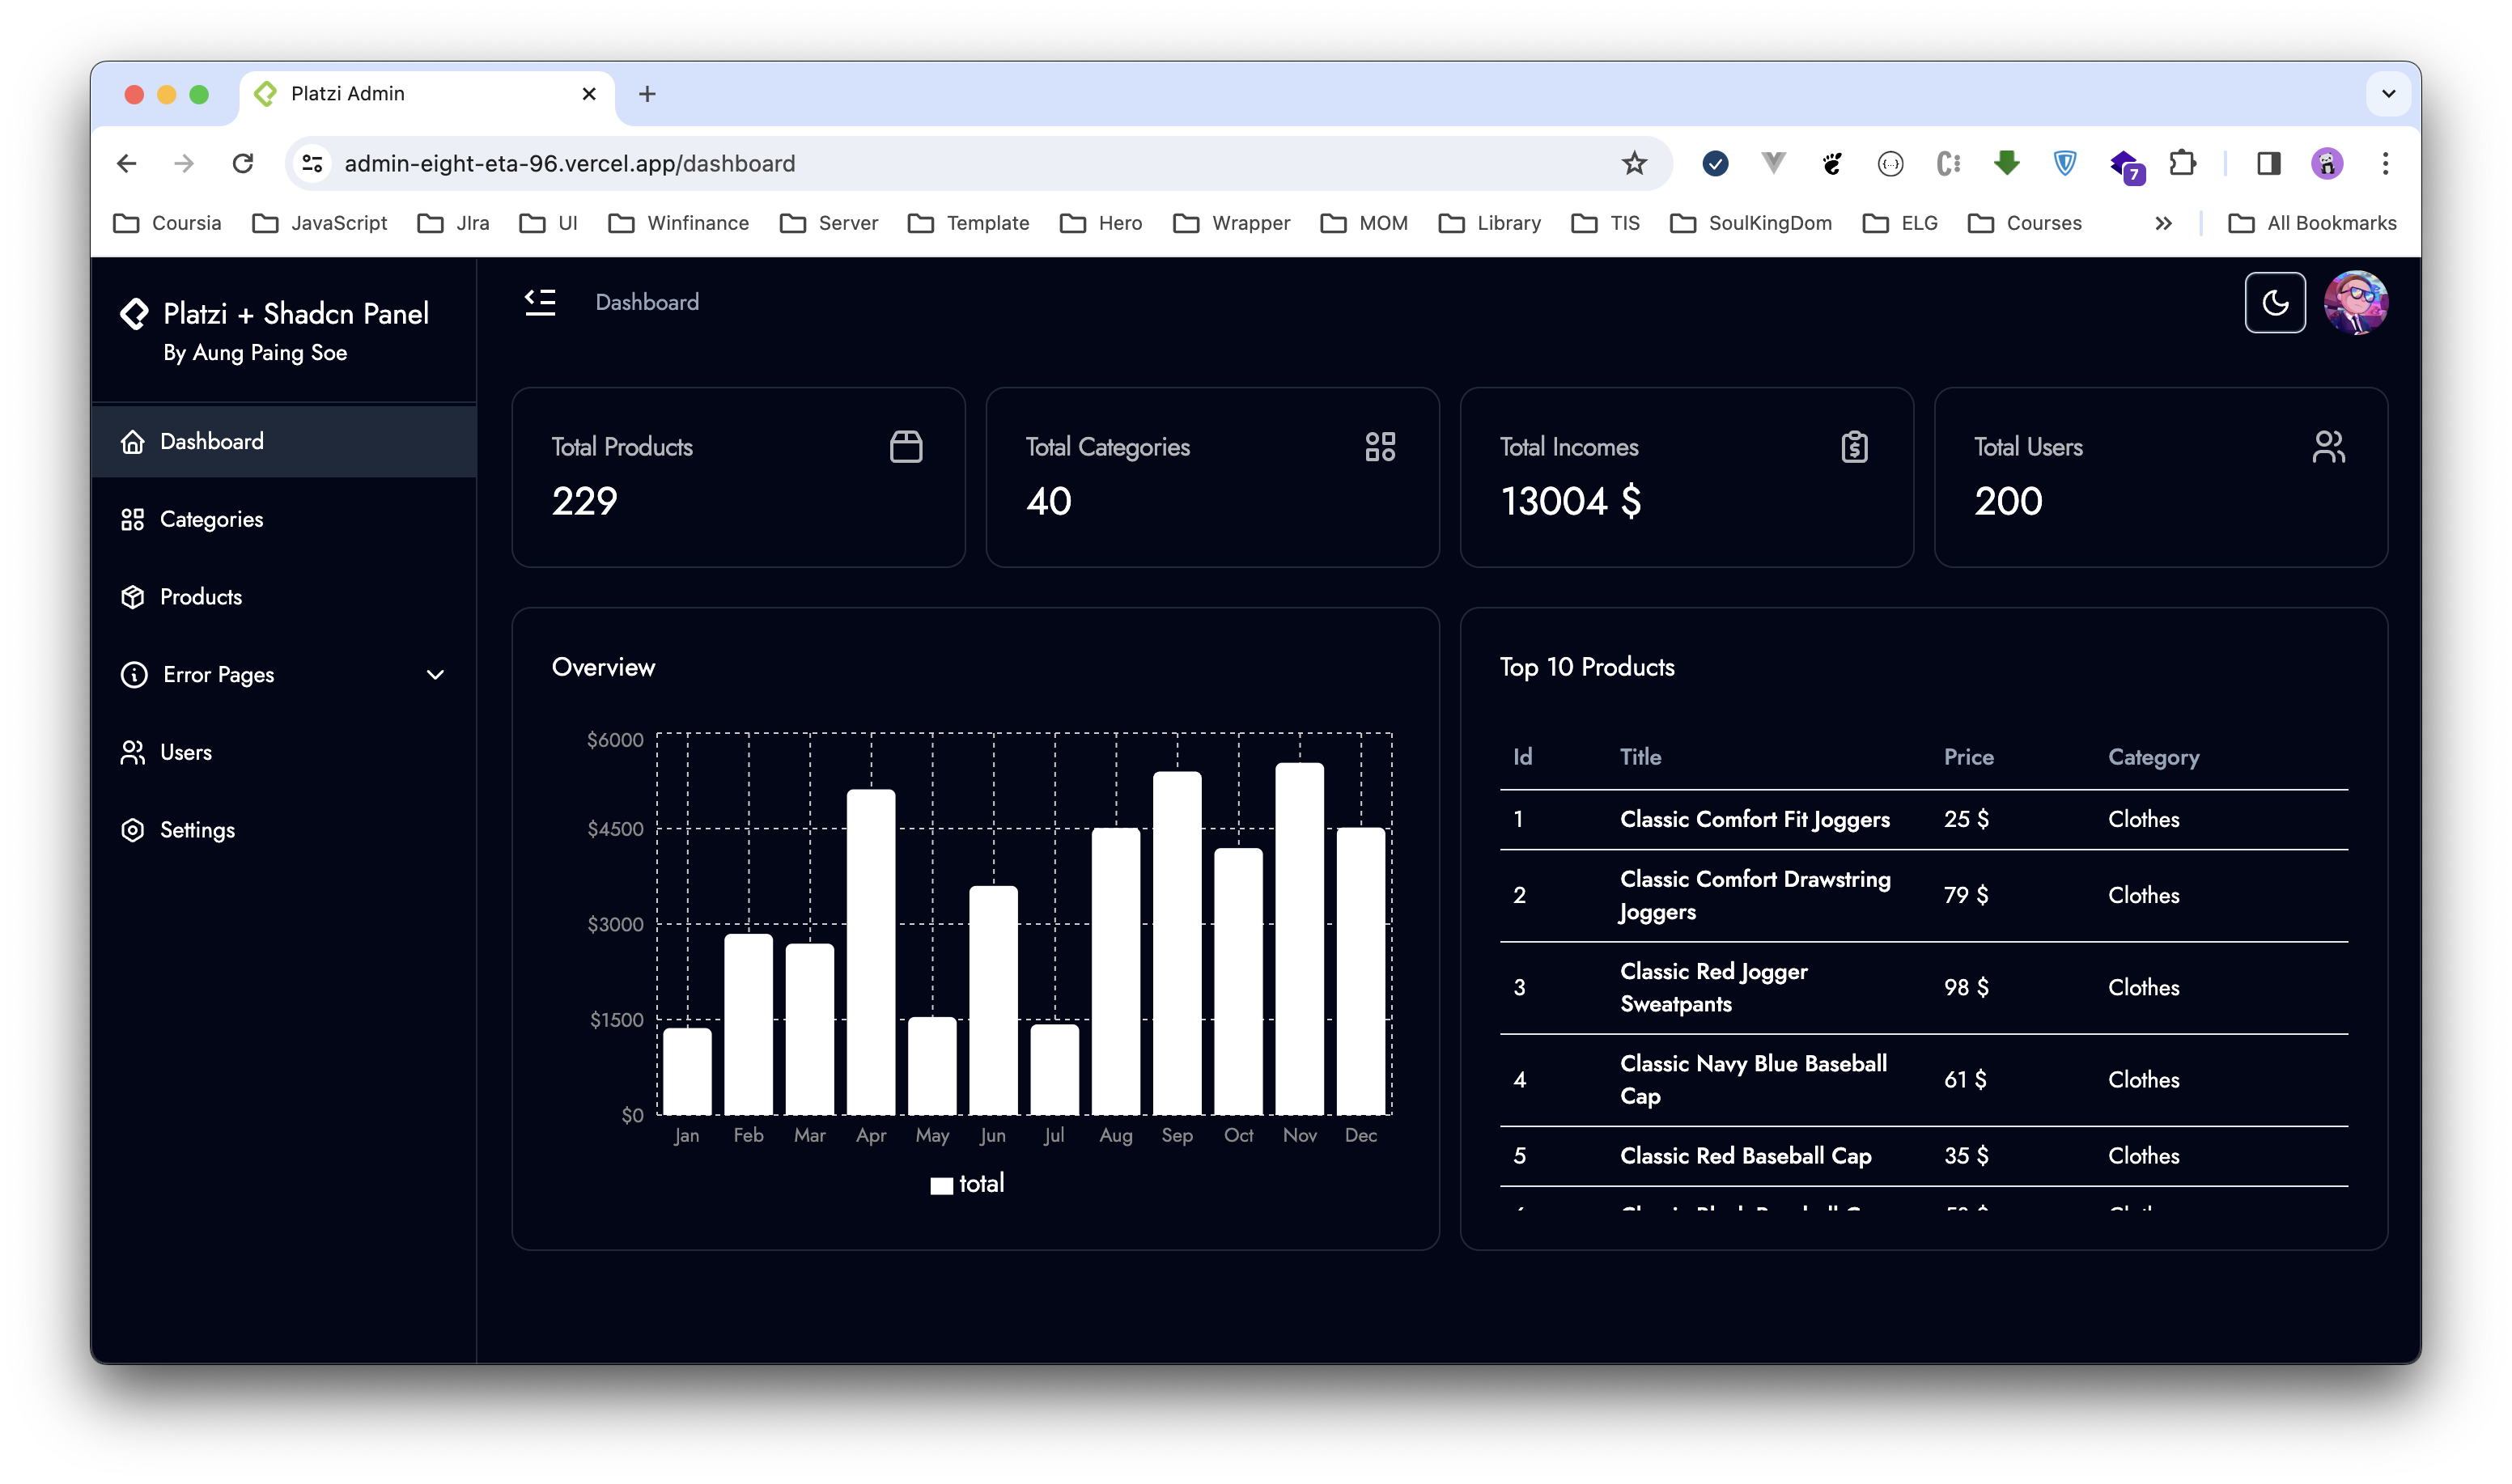 Platzi Admin
admin-eight-eta-96.vercel.app/dashboard
7
Coursia JavaScript JIra UI Winfinance Server Template Hero Wrapper MOM Library TIS SoulKingDom ELG Courses All Bookmarks
Platzi + Shadcn Panel
By Aung Paing Soe
Dashboard
Categories
Products
Error Pages
Users
Settings
Dashboard
Total Products
229
Total Categories
40
Total Incomes
13004 $
Total Users
200
Overview
$6000
$4500
$3000
$1500
$0
Jan Feb Mar Apr May Jun Jul Aug Sep Oct Nov Dec
total
Top 10 Products
Id Title Price Category
1 Classic Comfort Fit Joggers 25 $ Clothes
2 Classic Comfort Drawstring Joggers 79 $ Clothes
3 Classic Red Jogger Sweatpants 98 $ Clothes
4 Classic Navy Blue Baseball Cap 61 $ Clothes
5 Classic Red Baseball Cap 35 $ Clothes